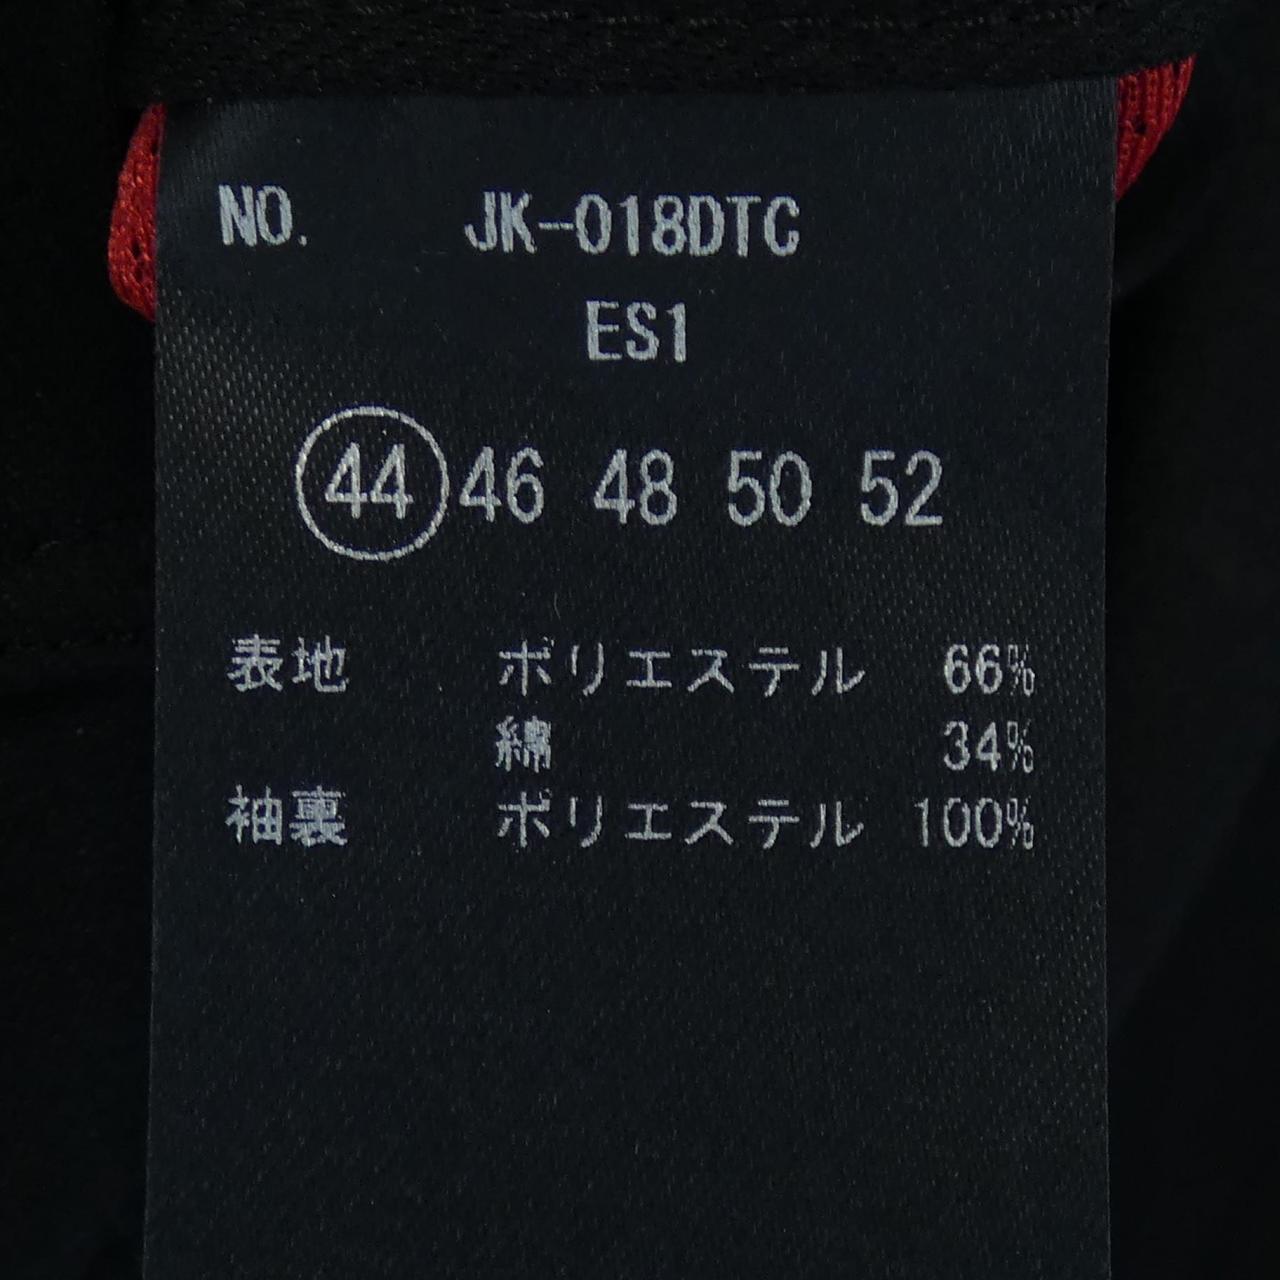 NO. JK-018DTC
ES1
44 46 48 50 52
表地 ポリエステル 66%
綿 34%
袖裏 ポリエステル 100%